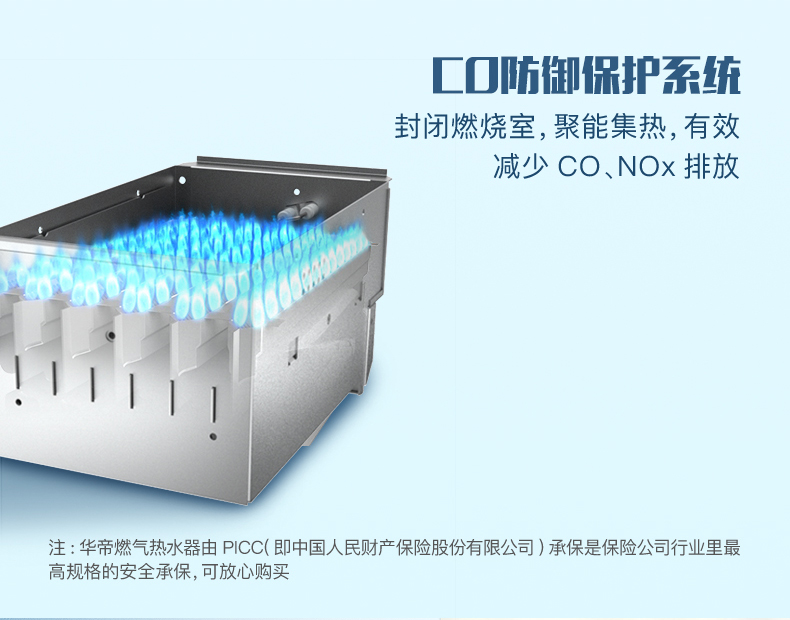 CO防御保护系统
封闭燃烧室，聚能集热，有效
减少 CO、NOx 排放
注：华帝燃气热水器由 PICC（即中国人民财产保险股份有限公司）承保是保险公司行业里最
高规格的安全承保，可放心购买